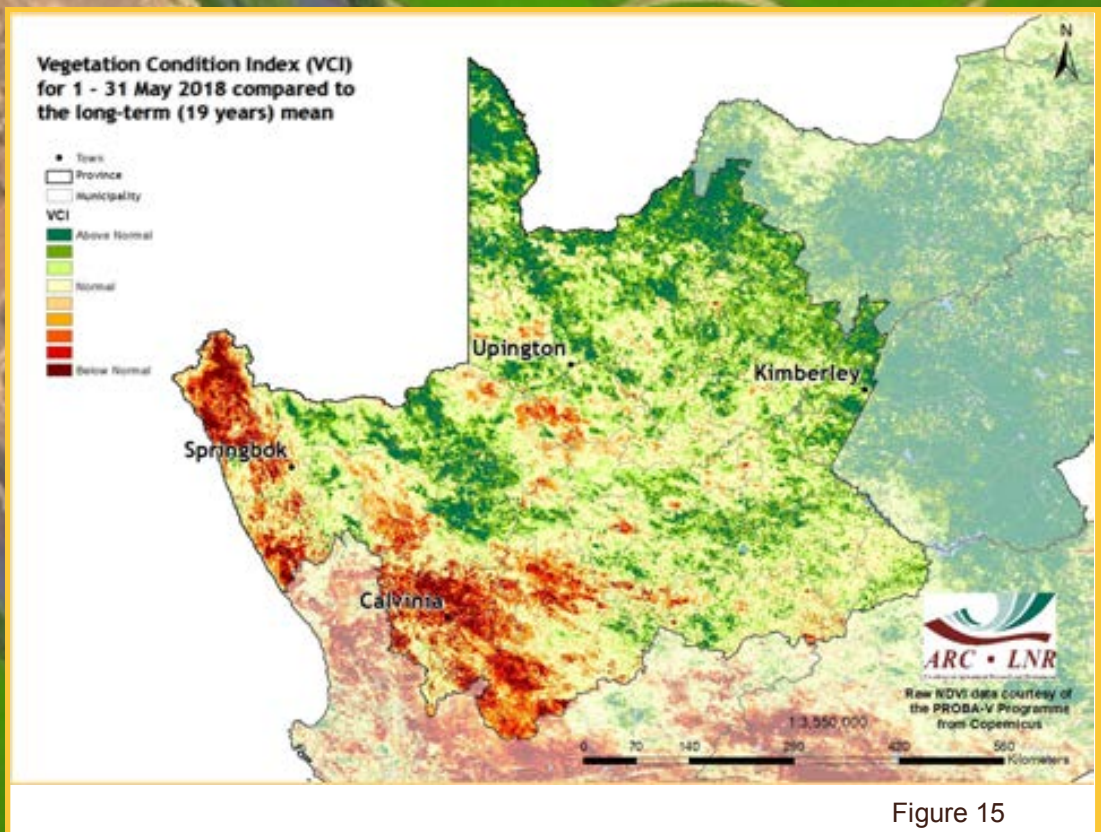 Vegetation Condition Index (VCI)
for 1 - 31 May 2018 compared to
the long-term (19 years) mean
N
Town
Province
Municipality
VCI
Above Normal
Normal
Below Normal
Upington
Kimberley
Springbok
Calvinia
ARC • LNR
Raw NDVI data courtesy of
the PROBA-V Programme
from Copernicus
1:3,550,000
0 70 140 280 420 560
Kilometers
Figure 15